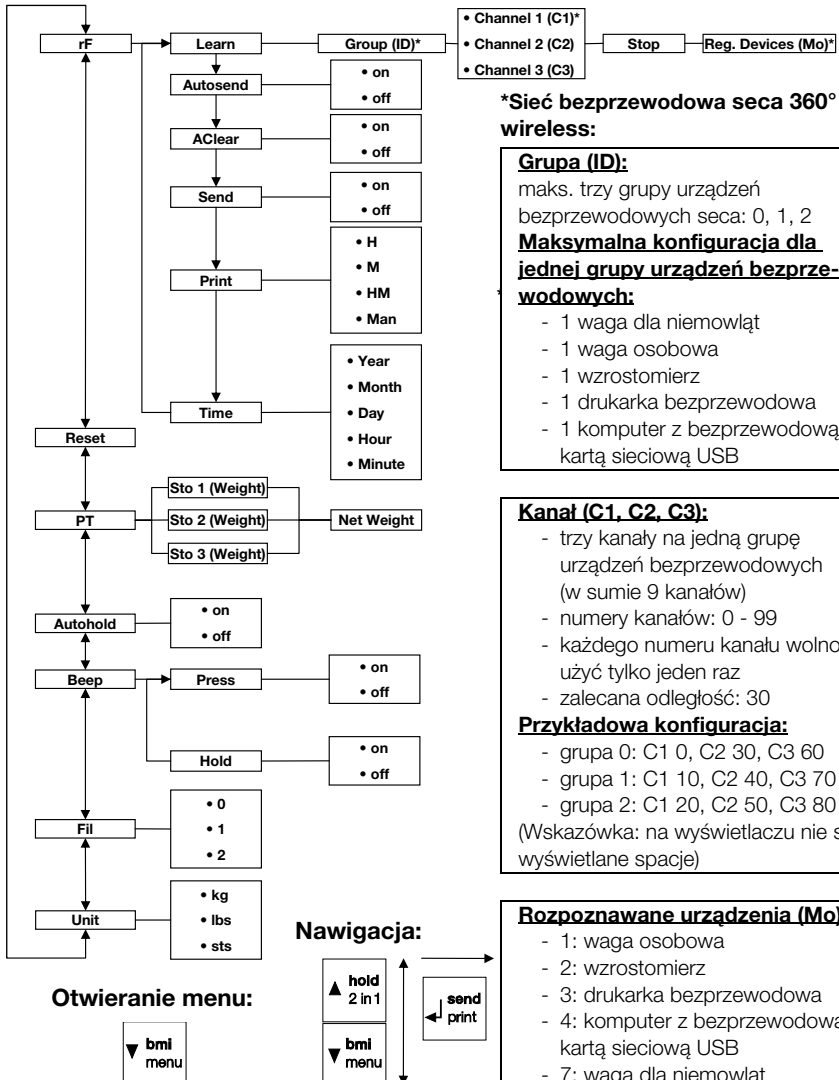 rF
Learn
Group (ID)*
• Channel 1 (C1)*
• Channel 2 (C2)
• Channel 3 (C3)
Stop
Reg. Devices (Mo)*
Autosend
• on
• off
AClear
• on
• off
Send
• on
• off
Print
• H
• M
• HM
• Man
Time
• Year
• Month
• Day
• Hour
• Minute
Reset
PT
Sto 1 (Weight)
Sto 2 (Weight)
Sto 3 (Weight)
Net Weight
Autohold
• on
• off
Beep
Press
• on
• off
Hold
• on
• off
Fil
• 0
• 1
• 2
Unit
• kg
• lbs
• sts
Otwieranie menu:
bmi
menu
Nawigacja:
hold
2 in 1
bmi
menu
send
print
*Sieć bezprzewodowa seca 360°
wireless:
Grupa (ID):
maks. trzy grupy urządzeń
bezprzewodowych seca: 0, 1, 2
Maksymalna konfiguracja dla
jednej grupy urządzeń bezprze-
* wodowych:
- 1 waga dla niemowląt
- 1 waga osobowa
- 1 wzrostomierz
- 1 drukarka bezprzewodowa
- 1 komputer z bezprzewodową
kartą sieciową USB
Kanał (C1, C2, C3):
- trzy kanały na jedną grupę
urządzeń bezprzewodowych
(w sumie 9 kanałów)
- numery kanałów: 0 - 99
- każdego numeru kanału wolno
użyć tylko jeden raz
- zalecana odległość: 30
Przykładowa konfiguracja:
- grupa 0: C1 0, C2 30, C3 60
- grupa 1: C1 10, C2 40, C3 70
- grupa 2: C1 20, C2 50, C3 80
(Wskazówka: na wyświetlaczu nie s
wyświetlane spacje)
Rozpoznawane urządzenia (Mo)
- 1: waga osobowa
- 2: wzrostomierz
- 3: drukarka bezprzewodowa
- 4: komputer z bezprzewodowa
kartą sieciową USB
- 7: waga dla niemowląt